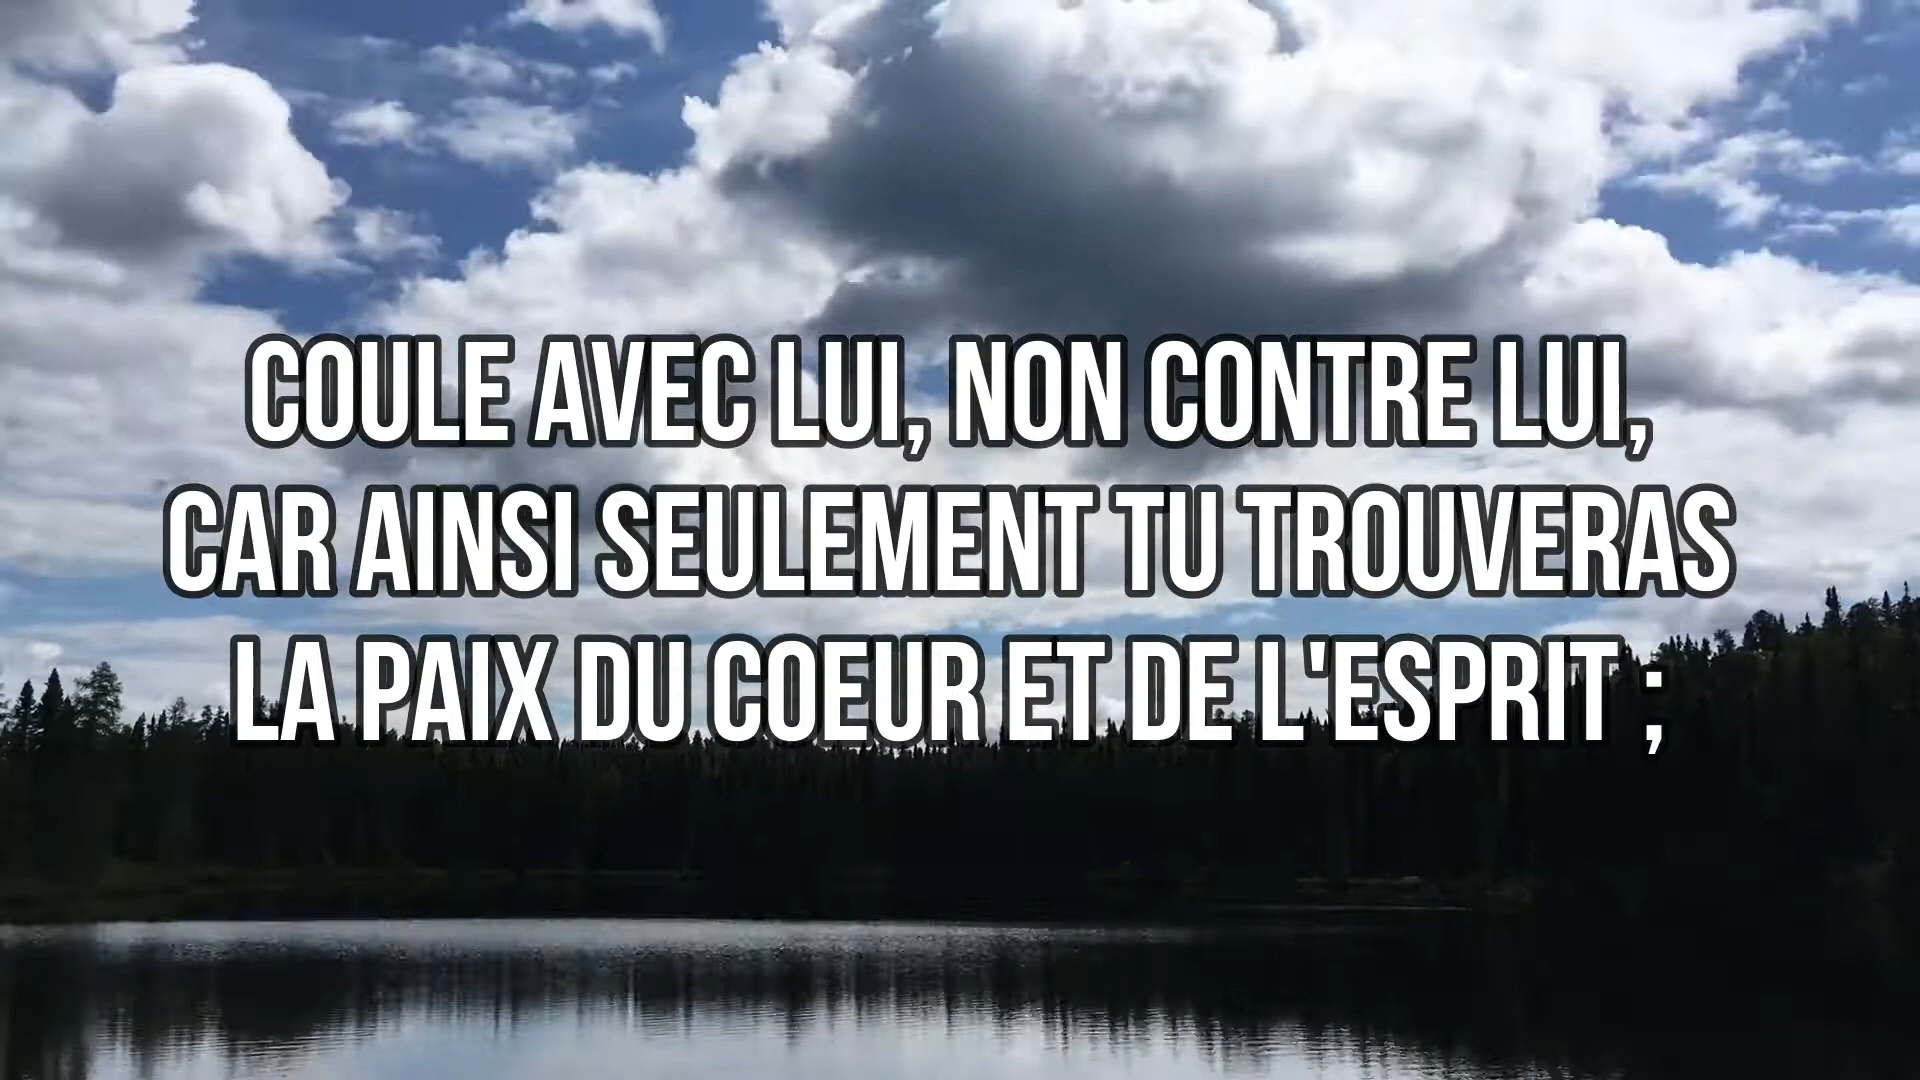 COULE AVEC LUI, NON CONTRE LUI,
CAR AINSI SEULEMENT TU TROUVERAS
LA PAIX DU COEUR ET DE L'ESPRIT ;